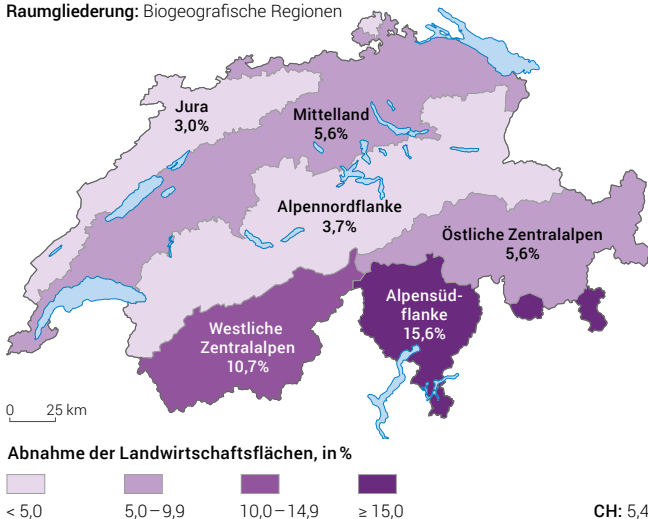 Raumgliederung: Biogeografische Regionen
Jura
3,0%
Mittelland
5,6%
Alpennordflanke
3,7%
Östliche Zentralalpen
5,6%
Alpensüd-
flanke
15,6%
Westliche
Zentralalpen
10,7%
0 25 km
Abnahme der Landwirtschaftsflächen, in %
< 5,0 5,0–9,9 10,0–14,9 ≥ 15,0 CH: 5,4